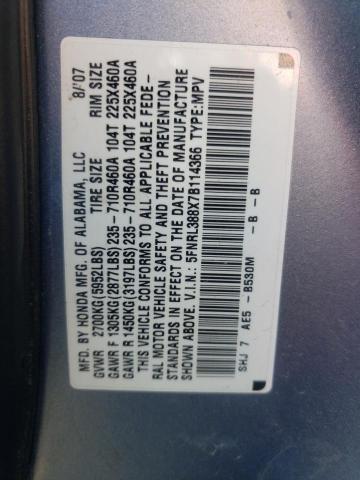 MFD. BY HONDA MFG. OF ALABAMA, LLC 8/07
TIRE SIZE RIM SIZE
GVWR 2700KG(5952LBS)
GAWR F 1305KG(2877LBS)235-710R460A 104T 225X460A
GAWR R 1450KG(3197LBS)235-710R460A 104T 225X460A
THIS VEHICLE CONFORMS TO ALL APPLICABLE FEDE-
RAL MOTOR VEHICLE SAFETY AND THEFT PREVENTION
STANDARDS IN EFFECT ON THE DATE OF MANUFACTURE
SHOWN ABOVE. V.I.N.: 5FNRL388X7B114366 TYPE:MPV
SHJ 7 AE5 - B530M - B - B